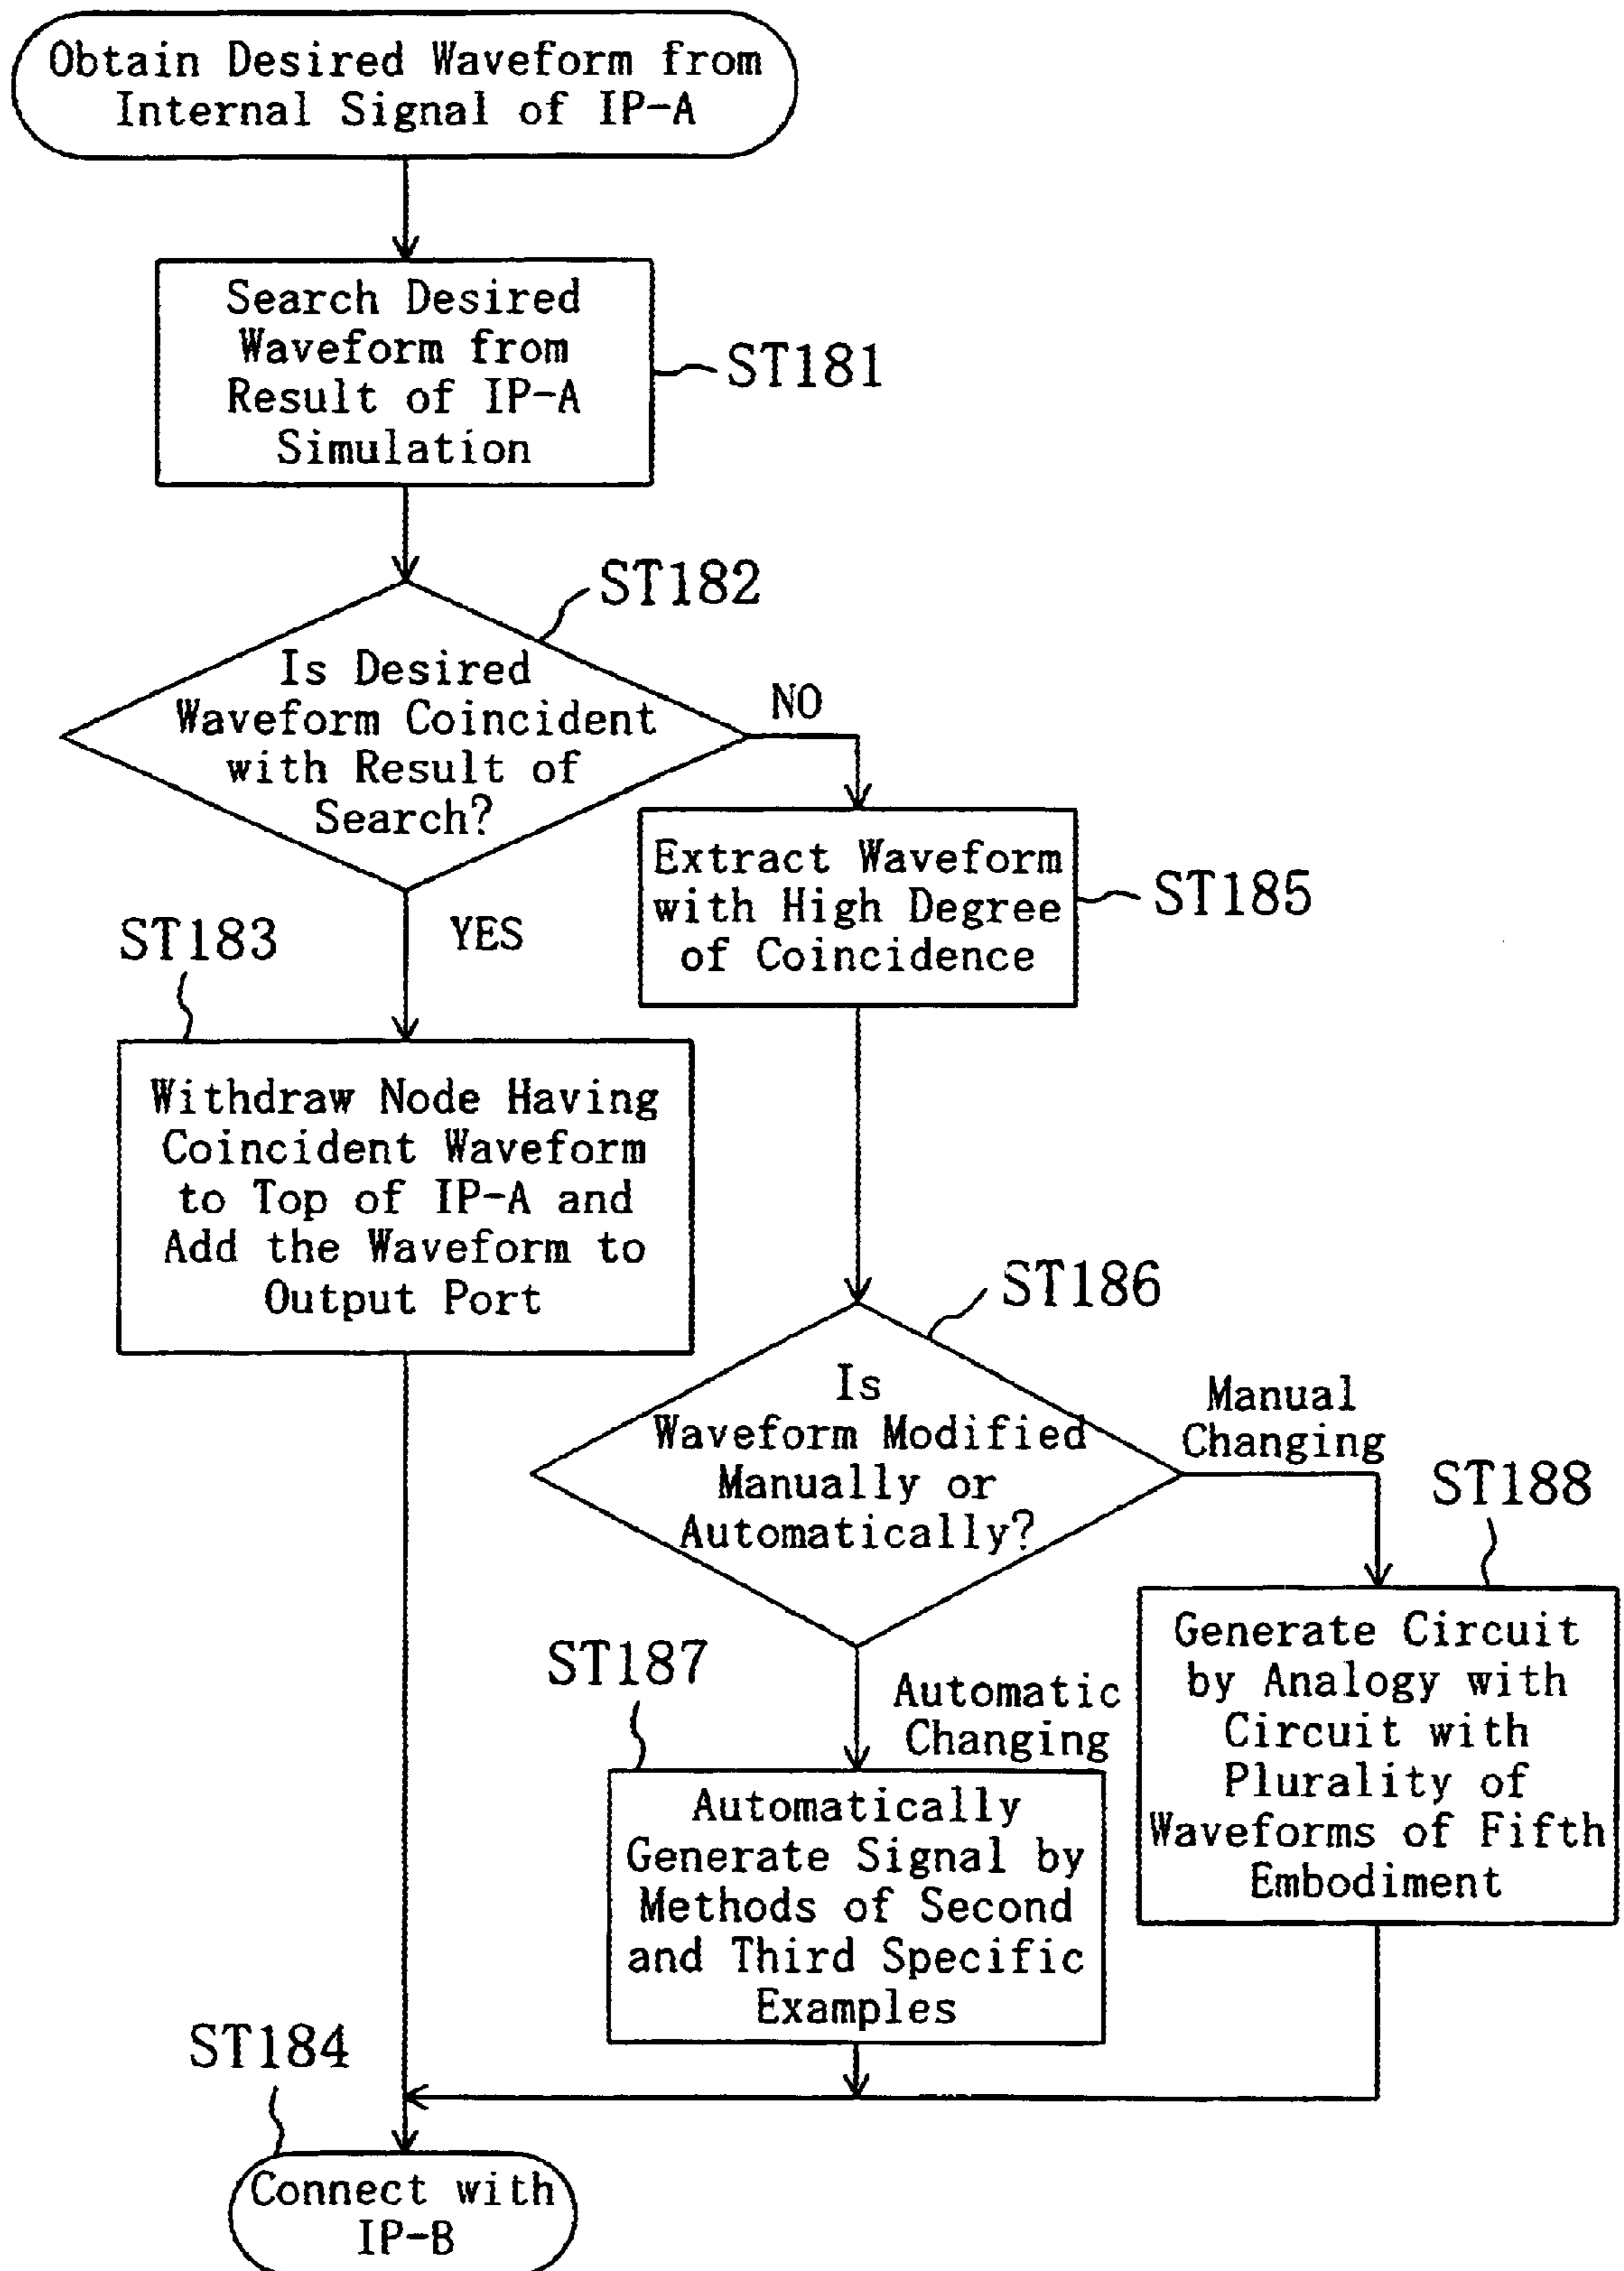 Obtain Desired Waveform from
Internal Signal of IP-A
Search Desired
Waveform from
Result of IP-A
Simulation
ST181
ST182
Is Desired
Waveform Coincident
with Result of
Search?
NO
YES
Extract Waveform
with High Degree
of Coincidence
ST185
ST183
Withdraw Node Having
Coincident Waveform
to Top of IP-A and
Add the Waveform to
Output Port
ST186
Is
Waveform Modified
Manually or
Automatically?
Manual
Changing
ST188
Generate Circuit
by Analogy with
Circuit with
Plurality of
Waveforms of Fifth
Embodiment
ST187
Automatic
Changing
Automatically
Generate Signal by
Methods of Second
and Third Specific
Examples
ST184
Connect with
IP-B